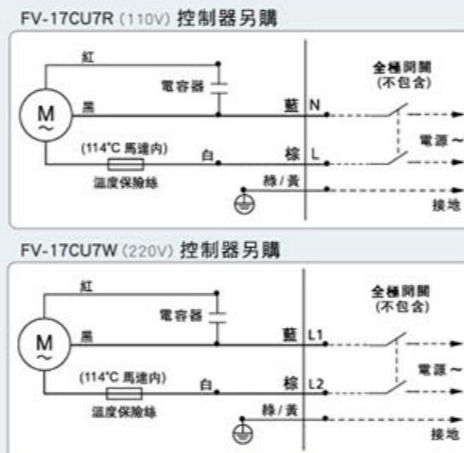 FV-17CU7R (110V) 控制器另購
紅
電容器
全極開關
(不包含)
M
~
黑
藍 N
電源~
(114°C 馬達內)
白
棕 L
溫度保險絲
綠/黃
接地
FV-17CU7W (220V) 控制器另購
紅
電容器
全極開關
(不包含)
M
~
黑
藍 L1
電源~
(114°C 馬達內)
白
棕 L2
溫度保險絲
綠/黃
接地